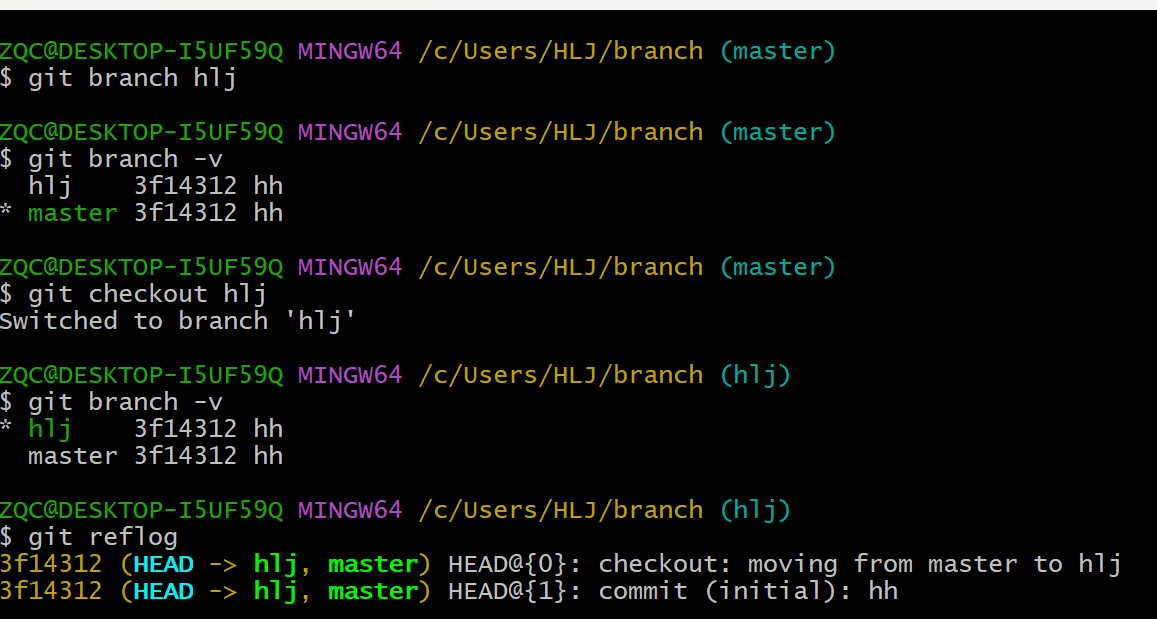 ZQC@DESKTOP-I5UF59Q MINGW64 /c/Users/HLJ/branch (master)
$ git branch hlj
ZQC@DESKTOP-I5UF59Q MINGW64 /c/Users/HLJ/branch (master)
$ git branch -v
  hlj    3f14312 hh
* master 3f14312 hh
ZQC@DESKTOP-I5UF59Q MINGW64 /c/Users/HLJ/branch (master)
$ git checkout hlj
Switched to branch 'hlj'
ZQC@DESKTOP-I5UF59Q MINGW64 /c/Users/HLJ/branch (hlj)
$ git branch -v
* hlj    3f14312 hh
  master 3f14312 hh
ZQC@DESKTOP-I5UF59Q MINGW64 /c/Users/HLJ/branch (hlj)
$ git reflog
3f14312 (HEAD -> hlj, master) HEAD@{0}: checkout: moving from master to hlj
3f14312 (HEAD -> hlj, master) HEAD@{1}: commit (initial): hh